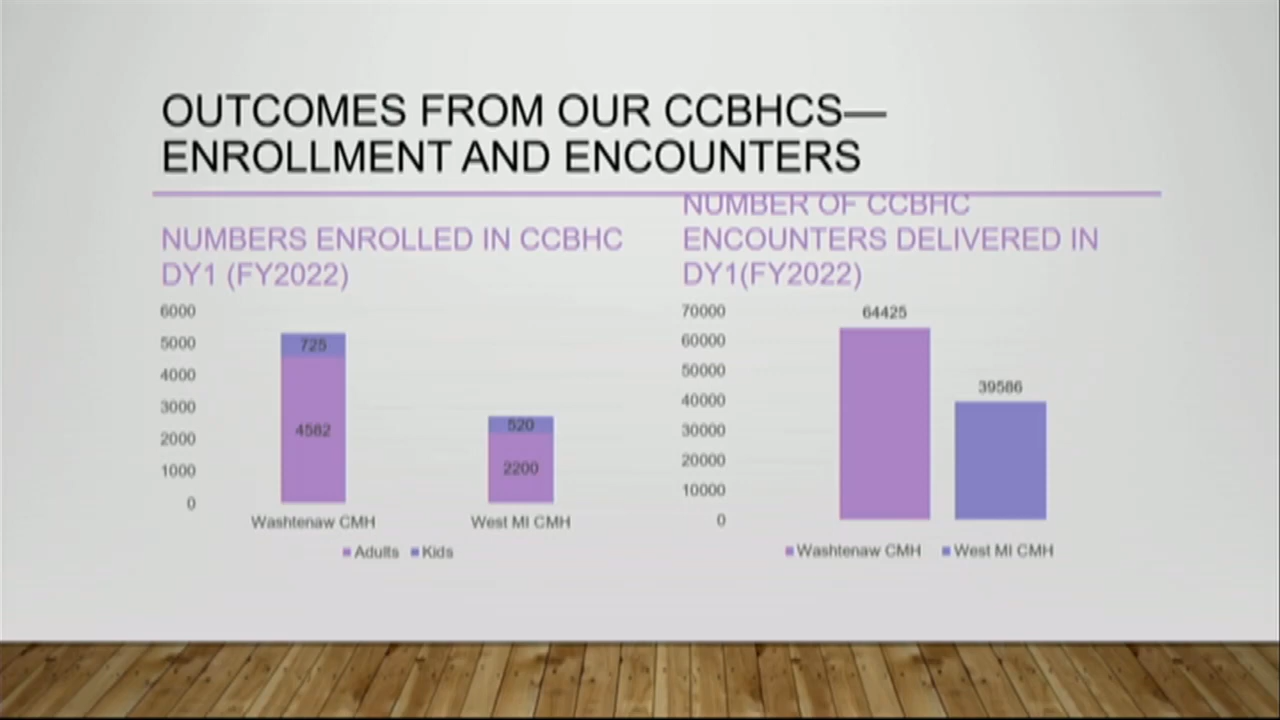 OUTCOMES FROM OUR CCBHCS—
ENROLLMENT AND ENCOUNTERS
NUMBERS ENROLLED IN CCBHC
DY1 (FY2022)
6000
5000
4000
3000
2000
1000
0
725
4582
520
2200
Washtenaw CMH
West MI CMH
Adults Kids
NUMBER OF CCBHC
ENCOUNTERS DELIVERED IN
DY1(FY2022)
70000
60000
50000
40000
30000
20000
10000
0
64425
39586
Washtenaw CMH West MI CMH